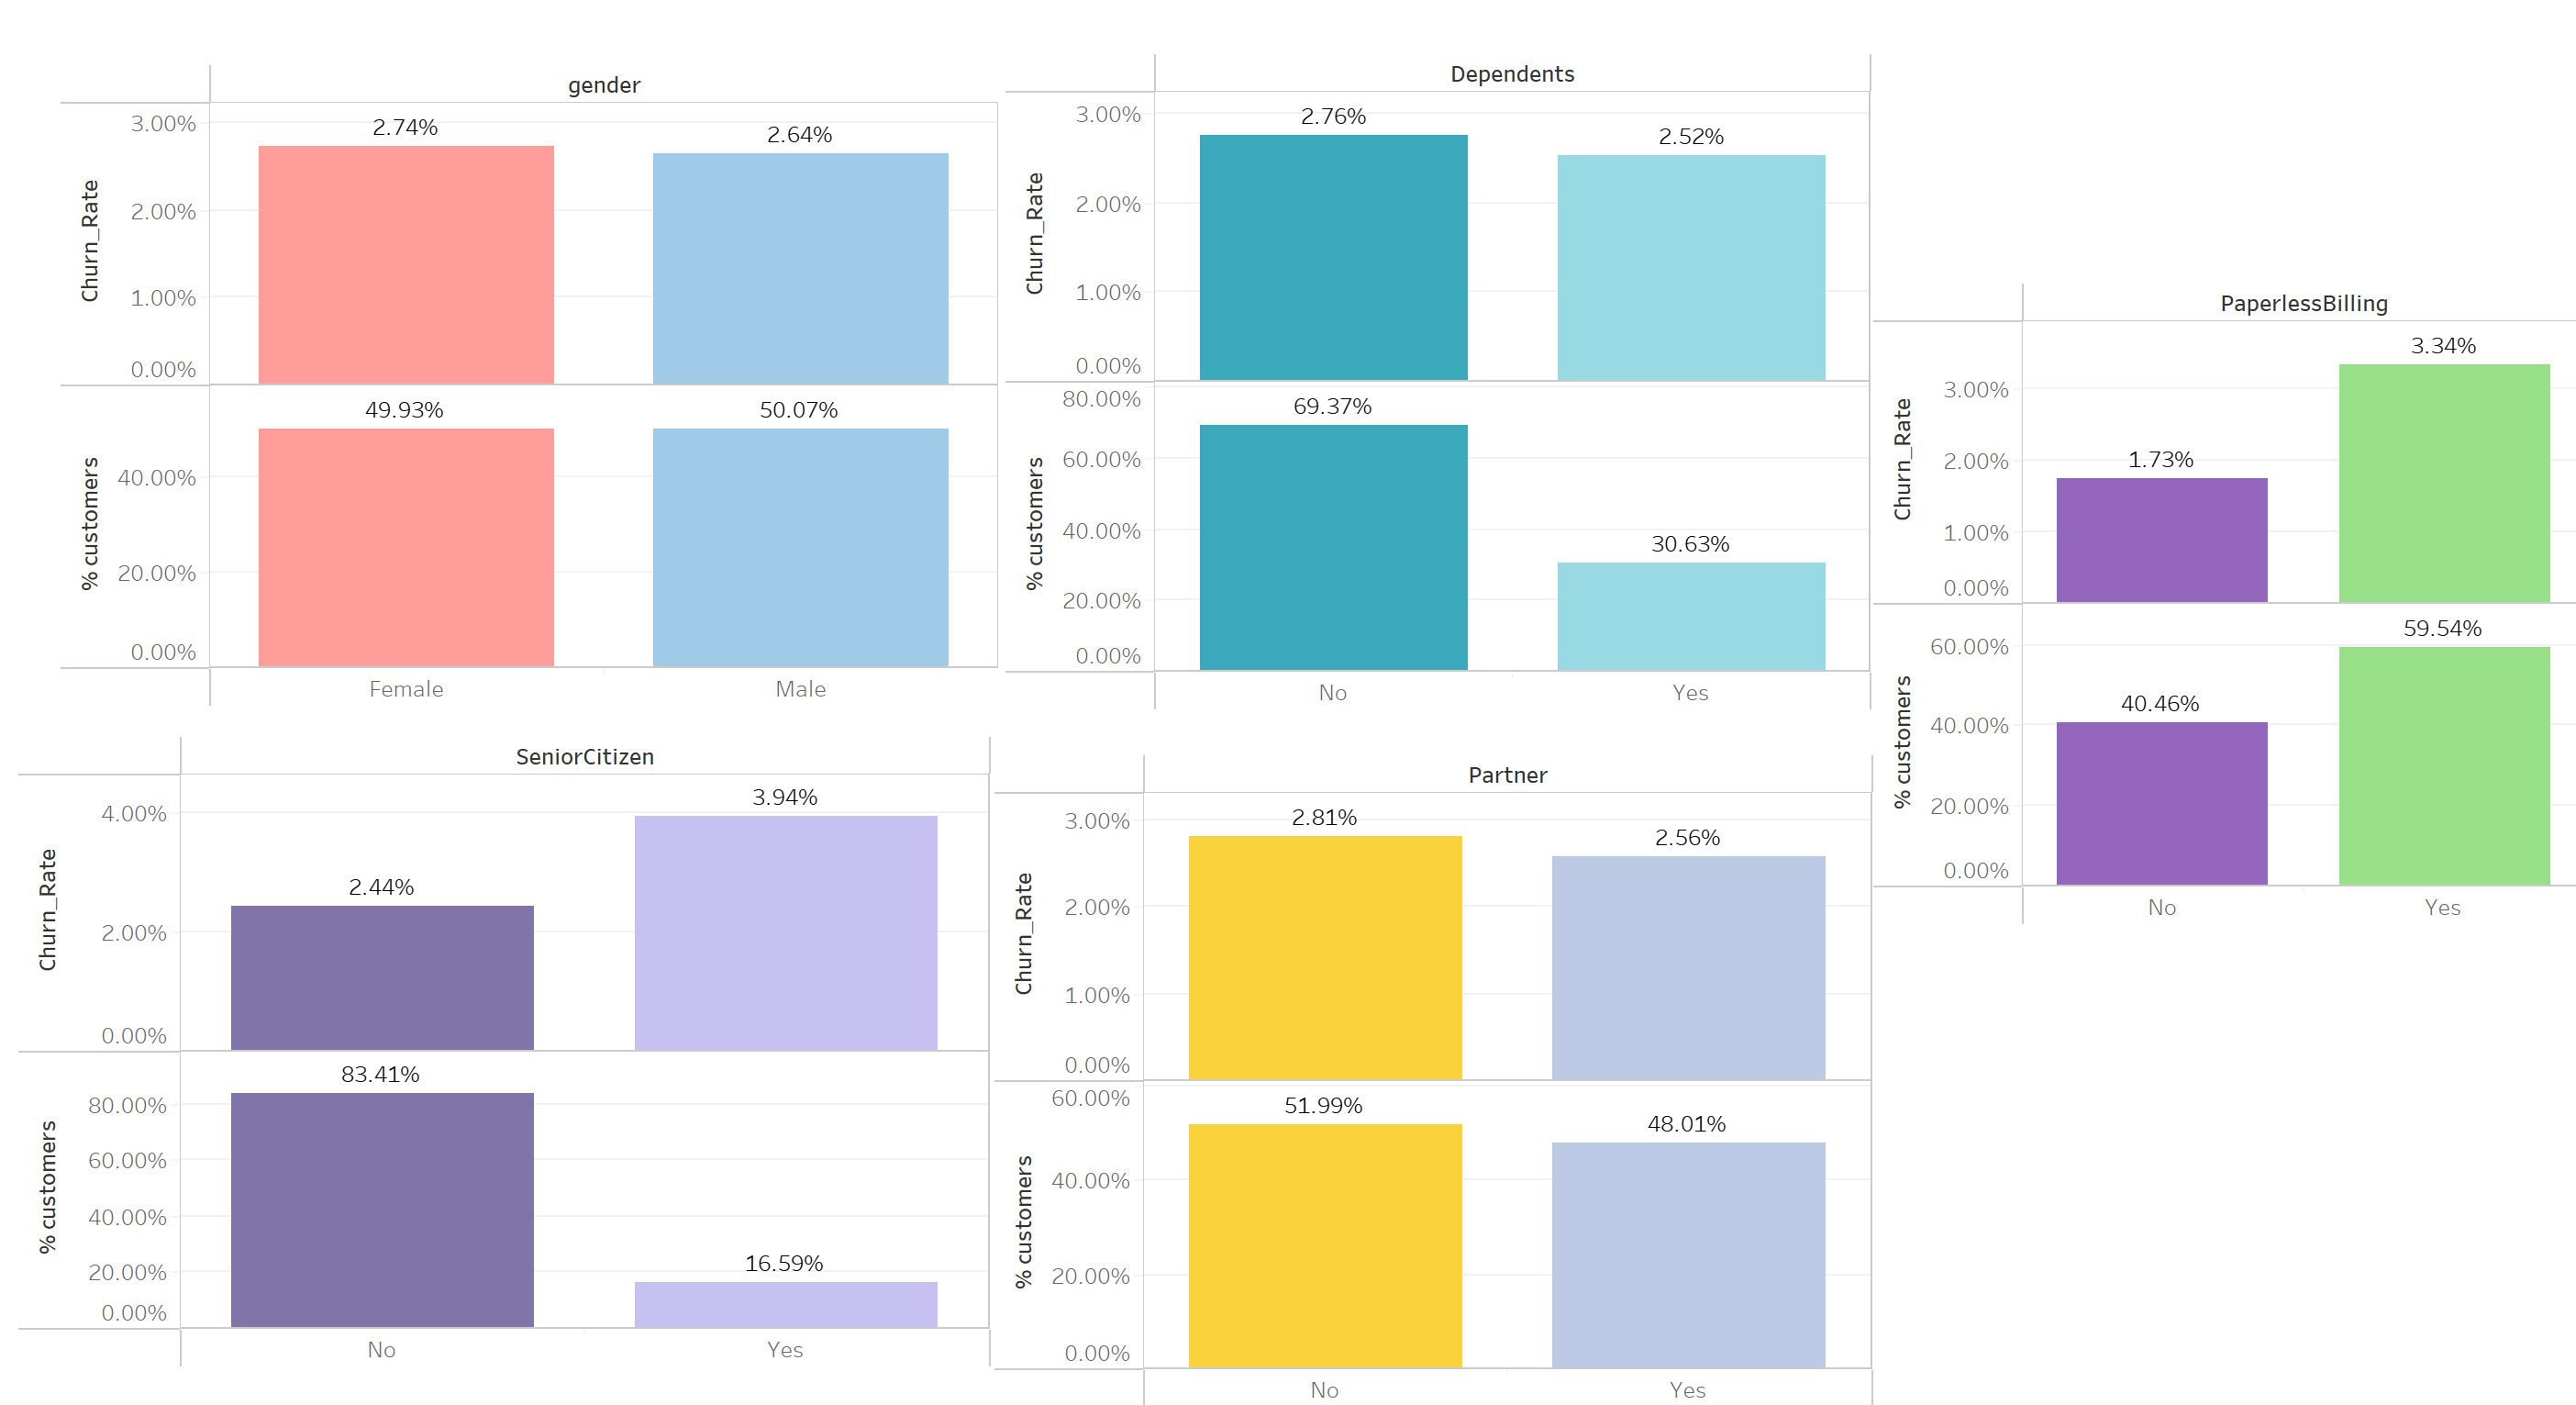 gender
Churn_Rate
3.00%
2.00%
1.00%
0.00%
2.74%
2.64%
% customers
40.00%
20.00%
0.00%
49.93%
50.07%
Female
Male
Dependents
Churn_Rate
3.00%
2.00%
1.00%
0.00%
2.76%
2.52%
% customers
80.00%
60.00%
40.00%
20.00%
0.00%
69.37%
30.63%
No
Yes
PaperlessBilling
Churn_Rate
3.00%
2.00%
1.00%
0.00%
1.73%
3.34%
% customers
60.00%
40.00%
20.00%
0.00%
40.46%
59.54%
No
Yes
SeniorCitizen
Churn_Rate
4.00%
2.00%
0.00%
2.44%
3.94%
% customers
80.00%
60.00%
40.00%
20.00%
0.00%
83.41%
16.59%
No
Yes
Partner
Churn_Rate
3.00%
2.00%
1.00%
0.00%
2.81%
2.56%
% customers
60.00%
40.00%
20.00%
0.00%
51.99%
48.01%
No
Yes